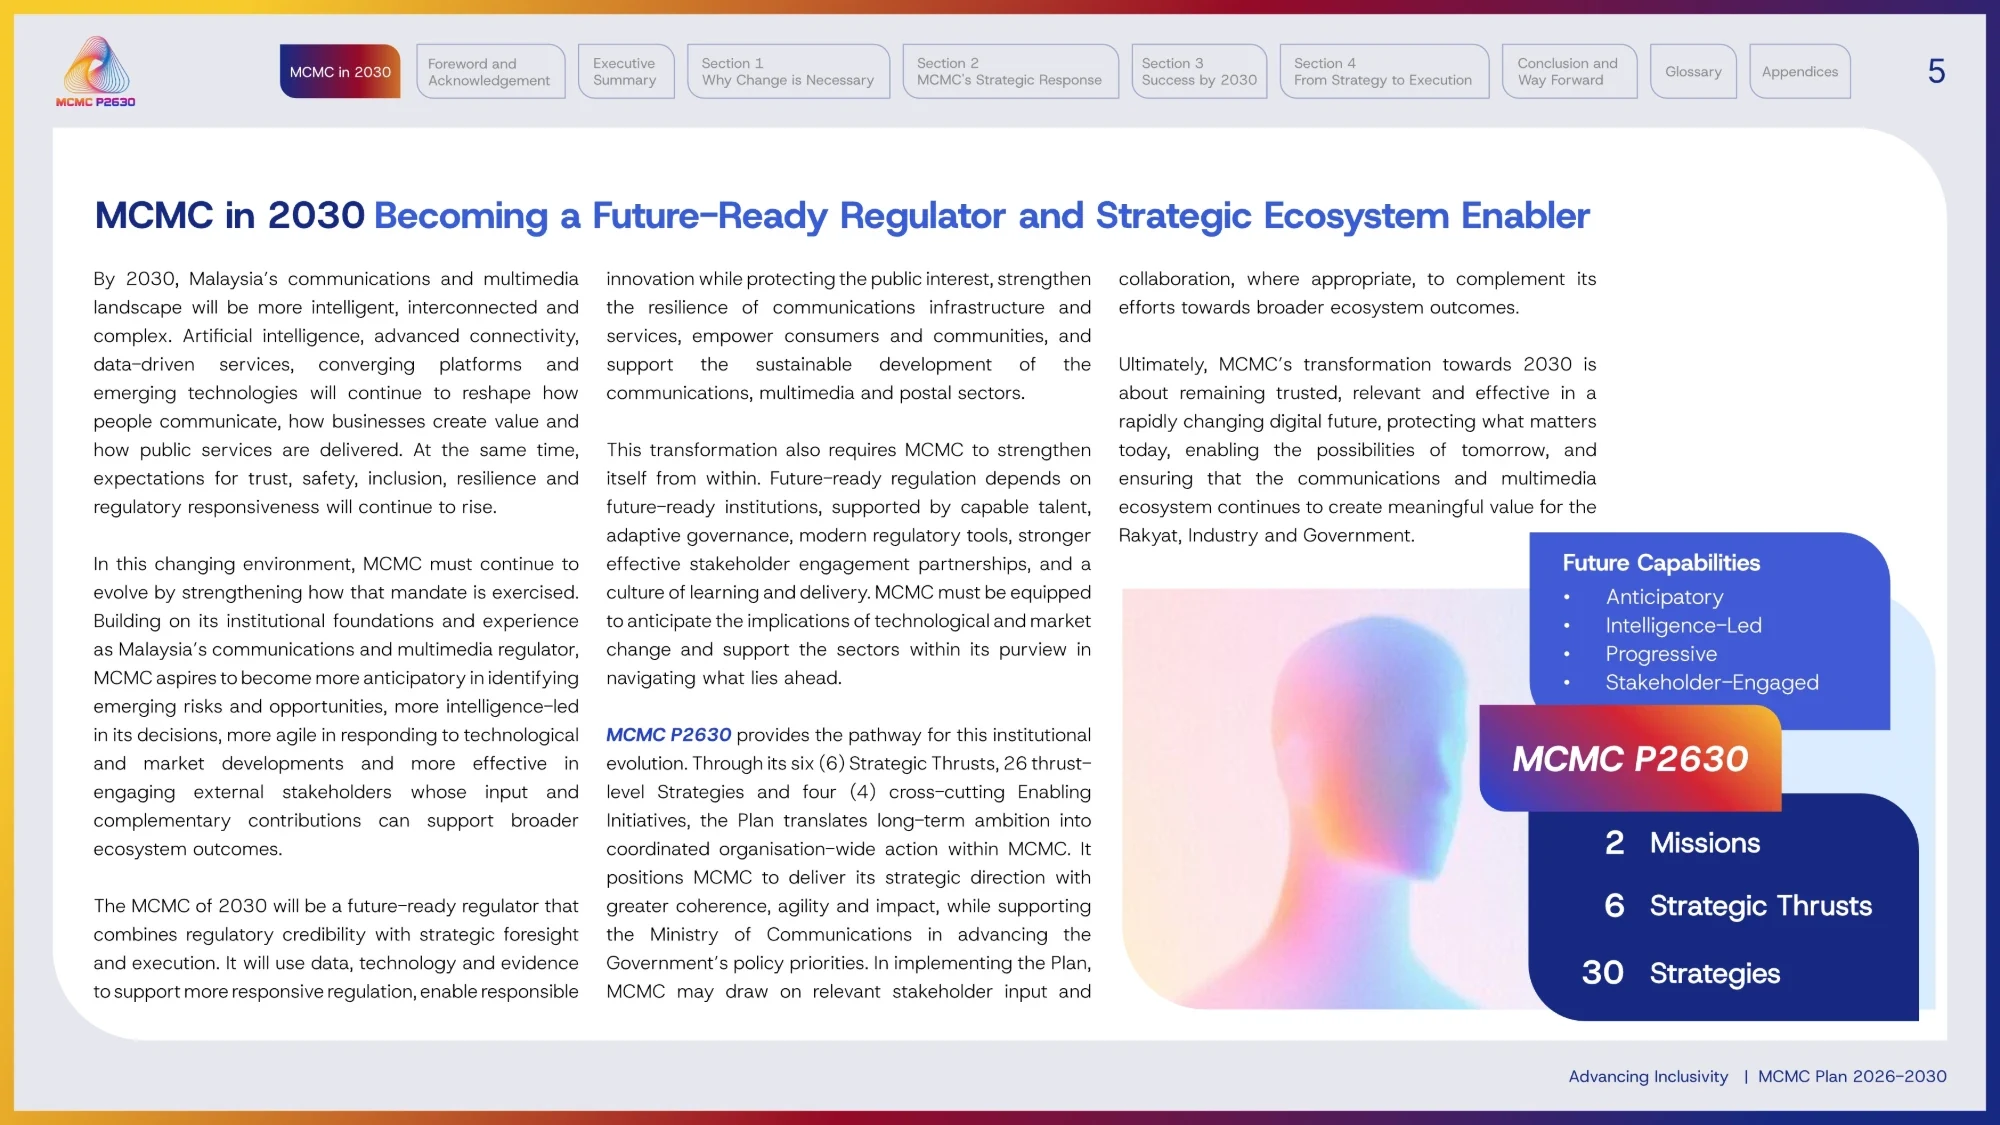 MCMC P2630
MCMC in 2030
Foreword and
Acknowledgement
Executive
Summary
Section 1
Why Change is Necessary
Section 2
MCMC's Strategic Response
Section 3
Success by 2030
Section 4
From Strategy to Execution
Conclusion and
Way Forward
Glossary
Appendices
5
MCMC in 2030 Becoming a Future-Ready Regulator and Strategic Ecosystem Enabler
By 2030, Malaysia's communications and multimedia
landscape will be more intelligent, interconnected and
complex. Artificial intelligence, advanced connectivity,
data-driven services, converging platforms and
emerging technologies will continue to reshape how
people communicate, how businesses create value and
how public services are delivered. At the same time,
expectations for trust, safety, inclusion, resilience and
regulatory responsiveness will continue to rise.
In this changing environment, MCMC must continue to
evolve by strengthening how that mandate is exercised.
Building on its institutional foundations and experience
as Malaysia's communications and multimedia regulator,
MCMC aspires to become more anticipatory in identifying
emerging risks and opportunities, more intelligence-led
in its decisions, more agile in responding to technological
and market developments and more effective in
engaging external stakeholders whose input and
complementary contributions can support broader
ecosystem outcomes.
The MCMC of 2030 will be a future-ready regulator that
combines regulatory credibility with strategic foresight
and execution. It will use data, technology and evidence
to support more responsive regulation, enable responsible
innovation while protecting the public interest, strengthen
the resilience of communications infrastructure and
services, empower consumers and communities, and
support the sustainable development of the
communications, multimedia and postal sectors.
This transformation also requires MCMC to strengthen
itself from within. Future-ready regulation depends on
future-ready institutions, supported by capable talent,
adaptive governance, modern regulatory tools, stronger
effective stakeholder engagement partnerships, and a
culture of learning and delivery. MCMC must be equipped
to anticipate the implications of technological and market
change and support the sectors within its purview in
navigating what lies ahead.
MCMC P2630 provides the pathway for this institutional
evolution. Through its six (6) Strategic Thrusts, 26 thrust-
level Strategies and four (4) cross-cutting Enabling
Initiatives, the Plan translates long-term ambition into
coordinated organisation-wide action within MCMC. It
positions MCMC to deliver its strategic direction with
greater coherence, agility and impact, while supporting
the Ministry of Communications in advancing the
Government's policy priorities. In implementing the Plan,
MCMC may draw on relevant stakeholder input and
collaboration, where appropriate, to complement its
efforts towards broader ecosystem outcomes.
Ultimately, MCMC's transformation towards 2030 is
about remaining trusted, relevant and effective in a
rapidly changing digital future, protecting what matters
today, enabling the possibilities of tomorrow, and
ensuring that the communications and multimedia
ecosystem continues to create meaningful value for the
Rakyat, Industry and Government.
Future Capabilities
• Anticipatory
• Intelligence-Led
• Progressive
• Stakeholder-Engaged
MCMC P2630
2 Missions
6 Strategic Thrusts
30 Strategies
Advancing Inclusivity | MCMC Plan 2026-2030